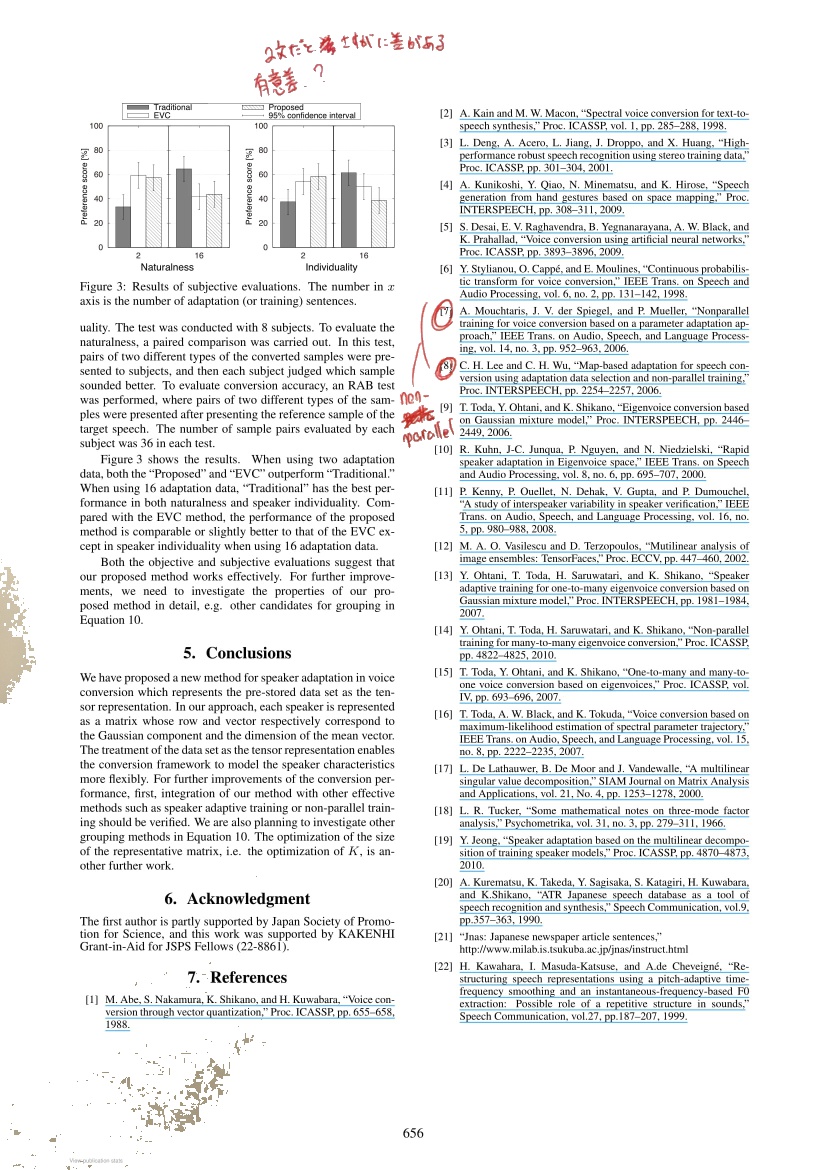 2文だとさすがに差がある
有意差.?
Traditional
EVC
Proposed
95% confidence interval
100
80
60
40
20
0
Preference score [%]
2
16
Naturalness
100
80
60
40
20
0
Preference score [%]
2
16
Individuality
Figure 3: Results of subjective evaluations. The number in x
axis is the number of adaptation (or training) sentences.
uality. The test was conducted with 8 subjects. To evaluate the
naturalness, a paired comparison was carried out. In this test,
pairs of two different types of the converted samples were pre-
sented to subjects, and then each subject judged which sample
sounded better. To evaluate conversion accuracy, an RAB test
was performed, where pairs of two different types of the sam-
ples were presented after presenting the reference sample of the
target speech. The number of sample pairs evaluated by each
subject was 36 in each test.
Figure 3 shows the results. When using two adaptation
data, both the “Proposed” and “EVC” outperform “Traditional.”
When using 16 adaptation data, “Traditional” has the best per-
formance in both naturalness and speaker individuality. Com-
pared with the EVC method, the performance of the proposed
method is comparable or slightly better to that of the EVC ex-
cept in speaker individuality when using 16 adaptation data.
Both the objective and subjective evaluations suggest that
our proposed method works effectively. For further improve-
ments, we need to investigate the properties of our pro-
posed method in detail, e.g. other candidates for grouping in
Equation 10.
5. Conclusions
We have proposed a new method for speaker adaptation in voice
conversion which represents the pre-stored data set as the ten-
sor representation. In our approach, each speaker is represented
as a matrix whose row and vector respectively correspond to
the Gaussian component and the dimension of the mean vector.
The treatment of the data set as the tensor representation enables
the conversion framework to model the speaker characteristics
more flexibly. For further improvements of the conversion per-
formance, first, integration of our method with other effective
methods such as speaker adaptive training or non-parallel train-
ing should be verified. We are also planning to investigate other
grouping methods in Equation 10. The optimization of the size
of the representative matrix, i.e. the optimization of K, is an-
other further work.
6. Acknowledgment
The first author is partly supported by Japan Society of Promo-
tion for Science, and this work was supported by KAKENHI
Grant-in-Aid for JSPS Fellows (22-8861).
7. References
[1] M. Abe, S. Nakamura, K. Shikano, and H. Kuwabara, “Voice con-
version through vector quantization,” Proc. ICASSP, pp. 655–658,
1988.
[2] A. Kain and M. W. Macon, “Spectral voice conversion for text-to-
speech synthesis,” Proc. ICASSP, vol. 1, pp. 285–288, 1998.
[3] L. Deng, A. Acero, L. Jiang, J. Droppo, and X. Huang, “High-
performance robust speech recognition using stereo training data,”
Proc. ICASSP, pp. 301–304, 2001.
[4] A. Kunikoshi, Y. Qiao, N. Minematsu, and K. Hirose, “Speech
generation from hand gestures based on space mapping,” Proc.
INTERSPEECH, pp. 308–311, 2009.
[5] S. Desai, E. V. Raghavendra, B. Yegnanarayana, A. W. Black, and
K. Prahallad, “Voice conversion using artificial neural networks,”
Proc. ICASSP, pp. 3893–3896, 2009.
[6] Y. Stylianou, O. Cappé, and E. Moulines, “Continuous probabilis-
tic transform for voice conversion,” IEEE Trans. on Speech and
Audio Processing, vol. 6, no. 2, pp. 131–142, 1998.
[7] A. Mouchtaris, J. V. der Spiegel, and P. Mueller, “Nonparallel
training for voice conversion based on a parameter adaptation ap-
proach,” IEEE Trans. on Audio, Speech, and Language Process-
ing, vol. 14, no. 3, pp. 952–963, 2006.
[8] C. H. Lee and C. H. Wu, “Map-based adaptation for speech con-
version using adaptation data selection and non-parallel training,”
Proc. INTERSPEECH, pp. 2254–2257, 2006.
non-
parallel
[9] T. Toda, Y. Ohtani, and K. Shikano, “Eigenvoice conversion based
on Gaussian mixture model,” Proc. INTERSPEECH, pp. 2446–
2449, 2006.
[10] R. Kuhn, J-C. Junqua, P. Nguyen, and N. Niedzielski, “Rapid
speaker adaptation in Eigenvoice space,” IEEE Trans. on Speech
and Audio Processing, vol. 8, no. 6, pp. 695–707, 2000.
[11] P. Kenny, P. Ouellet, N. Dehak, V. Gupta, and P. Dumouchel,
“A study of interspeaker variability in speaker verification,” IEEE
Trans. on Audio, Speech, and Language Processing, vol. 16, no.
5, pp. 980–988, 2008.
[12] M. A. O. Vasilescu and D. Terzopoulos, “Mutilinear analysis of
image ensembles: TensorFaces,” Proc. ECCV, pp. 447–460, 2002.
[13] Y. Ohtani, T. Toda, H. Saruwatari, and K. Shikano, “Speaker
adaptive training for one-to-many eigenvoice conversion based on
Gaussian mixture model,” Proc. INTERSPEECH, pp. 1981–1984,
2007.
[14] Y. Ohtani, T. Toda, H. Saruwatari, and K. Shikano, “Non-parallel
training for many-to-many eigenvoice conversion,” Proc. ICASSP,
pp. 4822–4825, 2010.
[15] T. Toda, Y. Ohtani, and K. Shikano, “One-to-many and many-to-
one voice conversion based on eigenvoices,” Proc. ICASSP, vol.
IV, pp. 693–696, 2007.
[16] T. Toda, A. W. Black, and K. Tokuda, “Voice conversion based on
maximum-likelihood estimation of spectral parameter trajectory,”
IEEE Trans. on Audio, Speech, and Language Processing, vol. 15,
no. 8, pp. 2222–2235, 2007.
[17] L. De Lathauwer, B. De Moor and J. Vandewalle, “A multilinear
singular value decomposition,” SIAM Journal on Matrix Analysis
and Applications, vol. 21, No. 4, pp. 1253–1278, 2000.
[18] L. R. Tucker, “Some mathematical notes on three-mode factor
analysis,” Psychometrika, vol. 31, no. 3, pp. 279–311, 1966.
[19] Y. Jeong, “Speaker adaptation based on the multilinear decompo-
sition of training speaker models,” Proc. ICASSP, pp. 4870–4873,
2010.
[20] A. Kurematsu, K. Takeda, Y. Sagisaka, S. Katagiri, H. Kuwabara,
and K.Shikano, “ATR Japanese speech database as a tool of
speech recognition and synthesis,” Speech Communication, vol.9,
pp.357–363, 1990.
[21] “Jnas: Japanese newspaper article sentences,”
http://www.milab.is.tsukuba.ac.jp/jnas/instruct.html
[22] H. Kawahara, I. Masuda-Katsuse, and A.de Cheveigné, “Re-
structuring speech representations using a pitch-adaptive time-
frequency smoothing and an instantaneous-frequency-based F0
extraction: Possible role of a repetitive structure in sounds,”
Speech Communication, vol.27, pp.187–207, 1999.
656
View publication stats